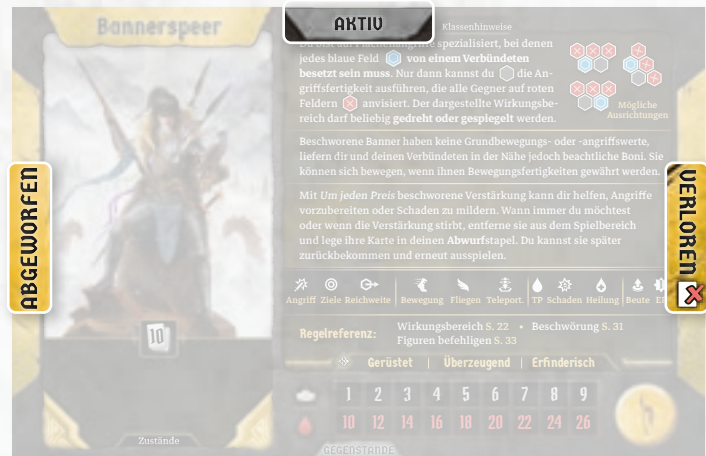 Bannerspeer
AKTIV
Klassenhinweise
spezialisiert, bei denen
jedes blaue Feld von einem Verbündeten
besetzt sein muss. Nur dann kannst du die An-
griffsfertigkeit ausführen, die alle Gegner auf roten
Feldern anvisiert. Der dargestellte Wirkungsbe-
reich darf beliebig gedreht oder gespiegelt werden.
Mögliche
Ausrichtungen
Beschworene Banner haben keine Grundbewegungs- oder -angriffswerte,
liefern dir und deinen Verbündeten in der Nähe jedoch beachtliche Boni. Sie
können sich bewegen, wenn ihnen Bewegungsfertigkeiten gewährt werden.
Mit Um jeden Preis beschworene Verstärkung kann dir helfen, Angriffe
vorzubereiten oder Schaden zu mildern. Wann immer du möchtest
oder wenn die Verstärkung stirbt, entferne sie aus dem Spielbereich
und lege ihre Karte in deinen Abwurfstapel. Du kannst sie später
zurückbekommen und erneut ausspielen.
ABGEWORFEN
VERLOREN
Angriff Ziele Reichweite Bewegung Fliegen Teleport. TP Schaden Heilung Beute
Regelreferenz:
Wirkungsbereich S. 22 • Beschwörung S. 31
Figuren befehligen S. 33
10
Gerüstet | Überzeugend | Erfinderisch
1 2 3 4 5 6 7 8 9
10 12 14 16 18 20 22 24 26
Zustände
GEGENSTÄNDE